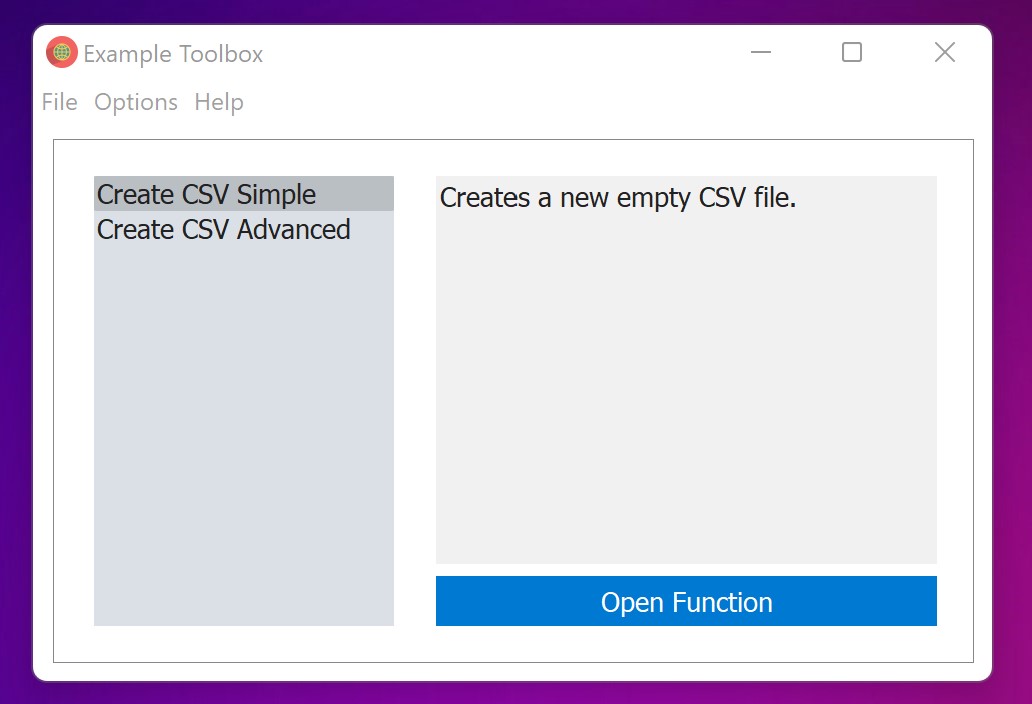 Example Toolbox
File Options Help
Create CSV Simple
Create CSV Advanced
Creates a new empty CSV file.
Open Function